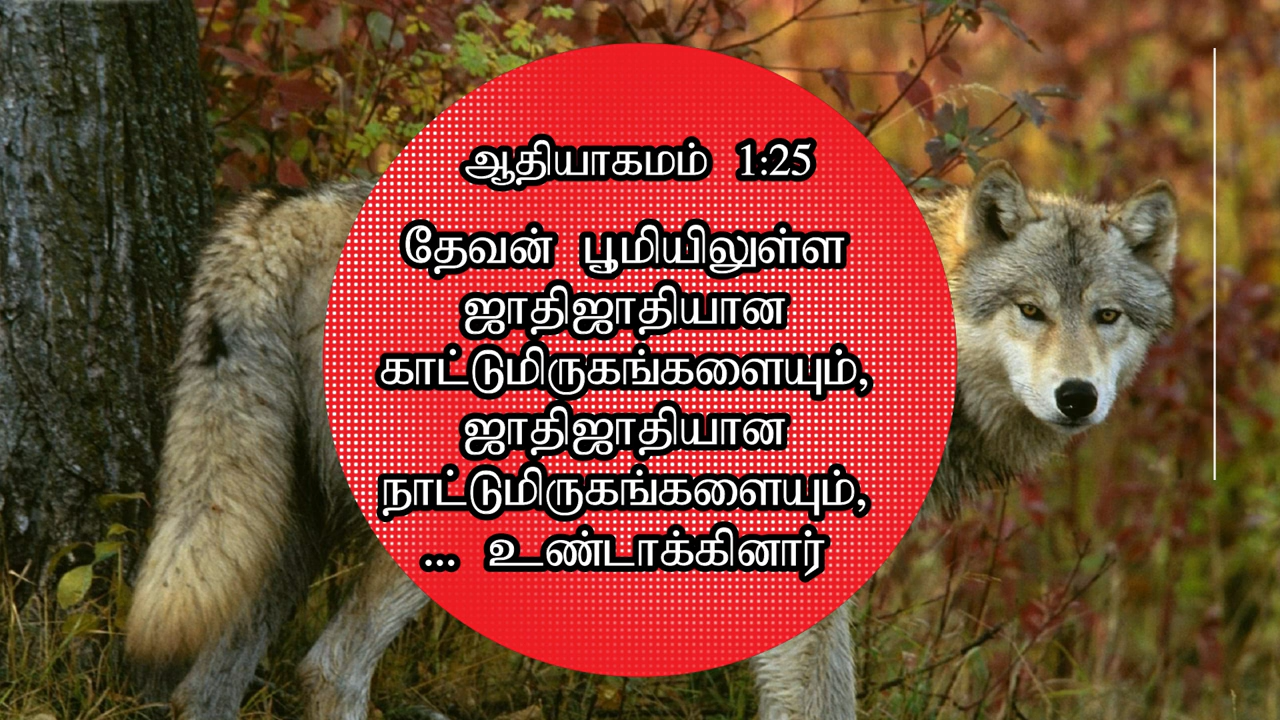 ஆதியாகமம் 1:25
தேவன் பூமியிலுள்ள
ஜாதிஜாதியான
காட்டுமிருகங்களையும்,
ஜாதிஜாதியான
நாட்டுமிருகங்களையும்,
... உண்டாக்கினார்